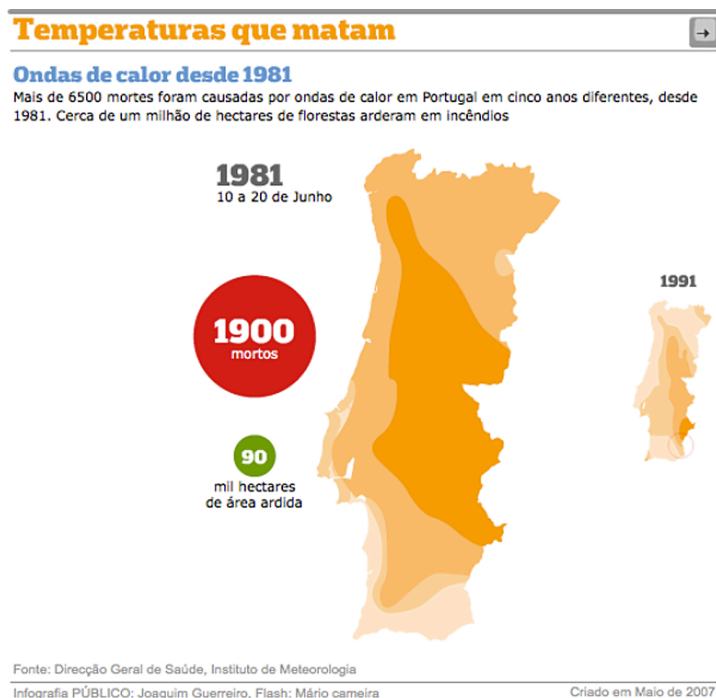 Temperaturas que matam
Ondas de calor desde 1981
Mais de 6500 mortes foram causadas por ondas de calor em Portugal em cinco anos diferentes, desde
1981. Cerca de um milhão de hectares de florestas arderam em incêndios
1981
10 a 20 de Junho
1991
1900
mortos
90
mil hectares
de área ardida
Fonte: Direcção Geral de Saúde, Instituto de Meteorologia
Infografia PÚBLICO: Joaquim Guerreiro, Flash: Mário cameira
Criado em Maio de 2007